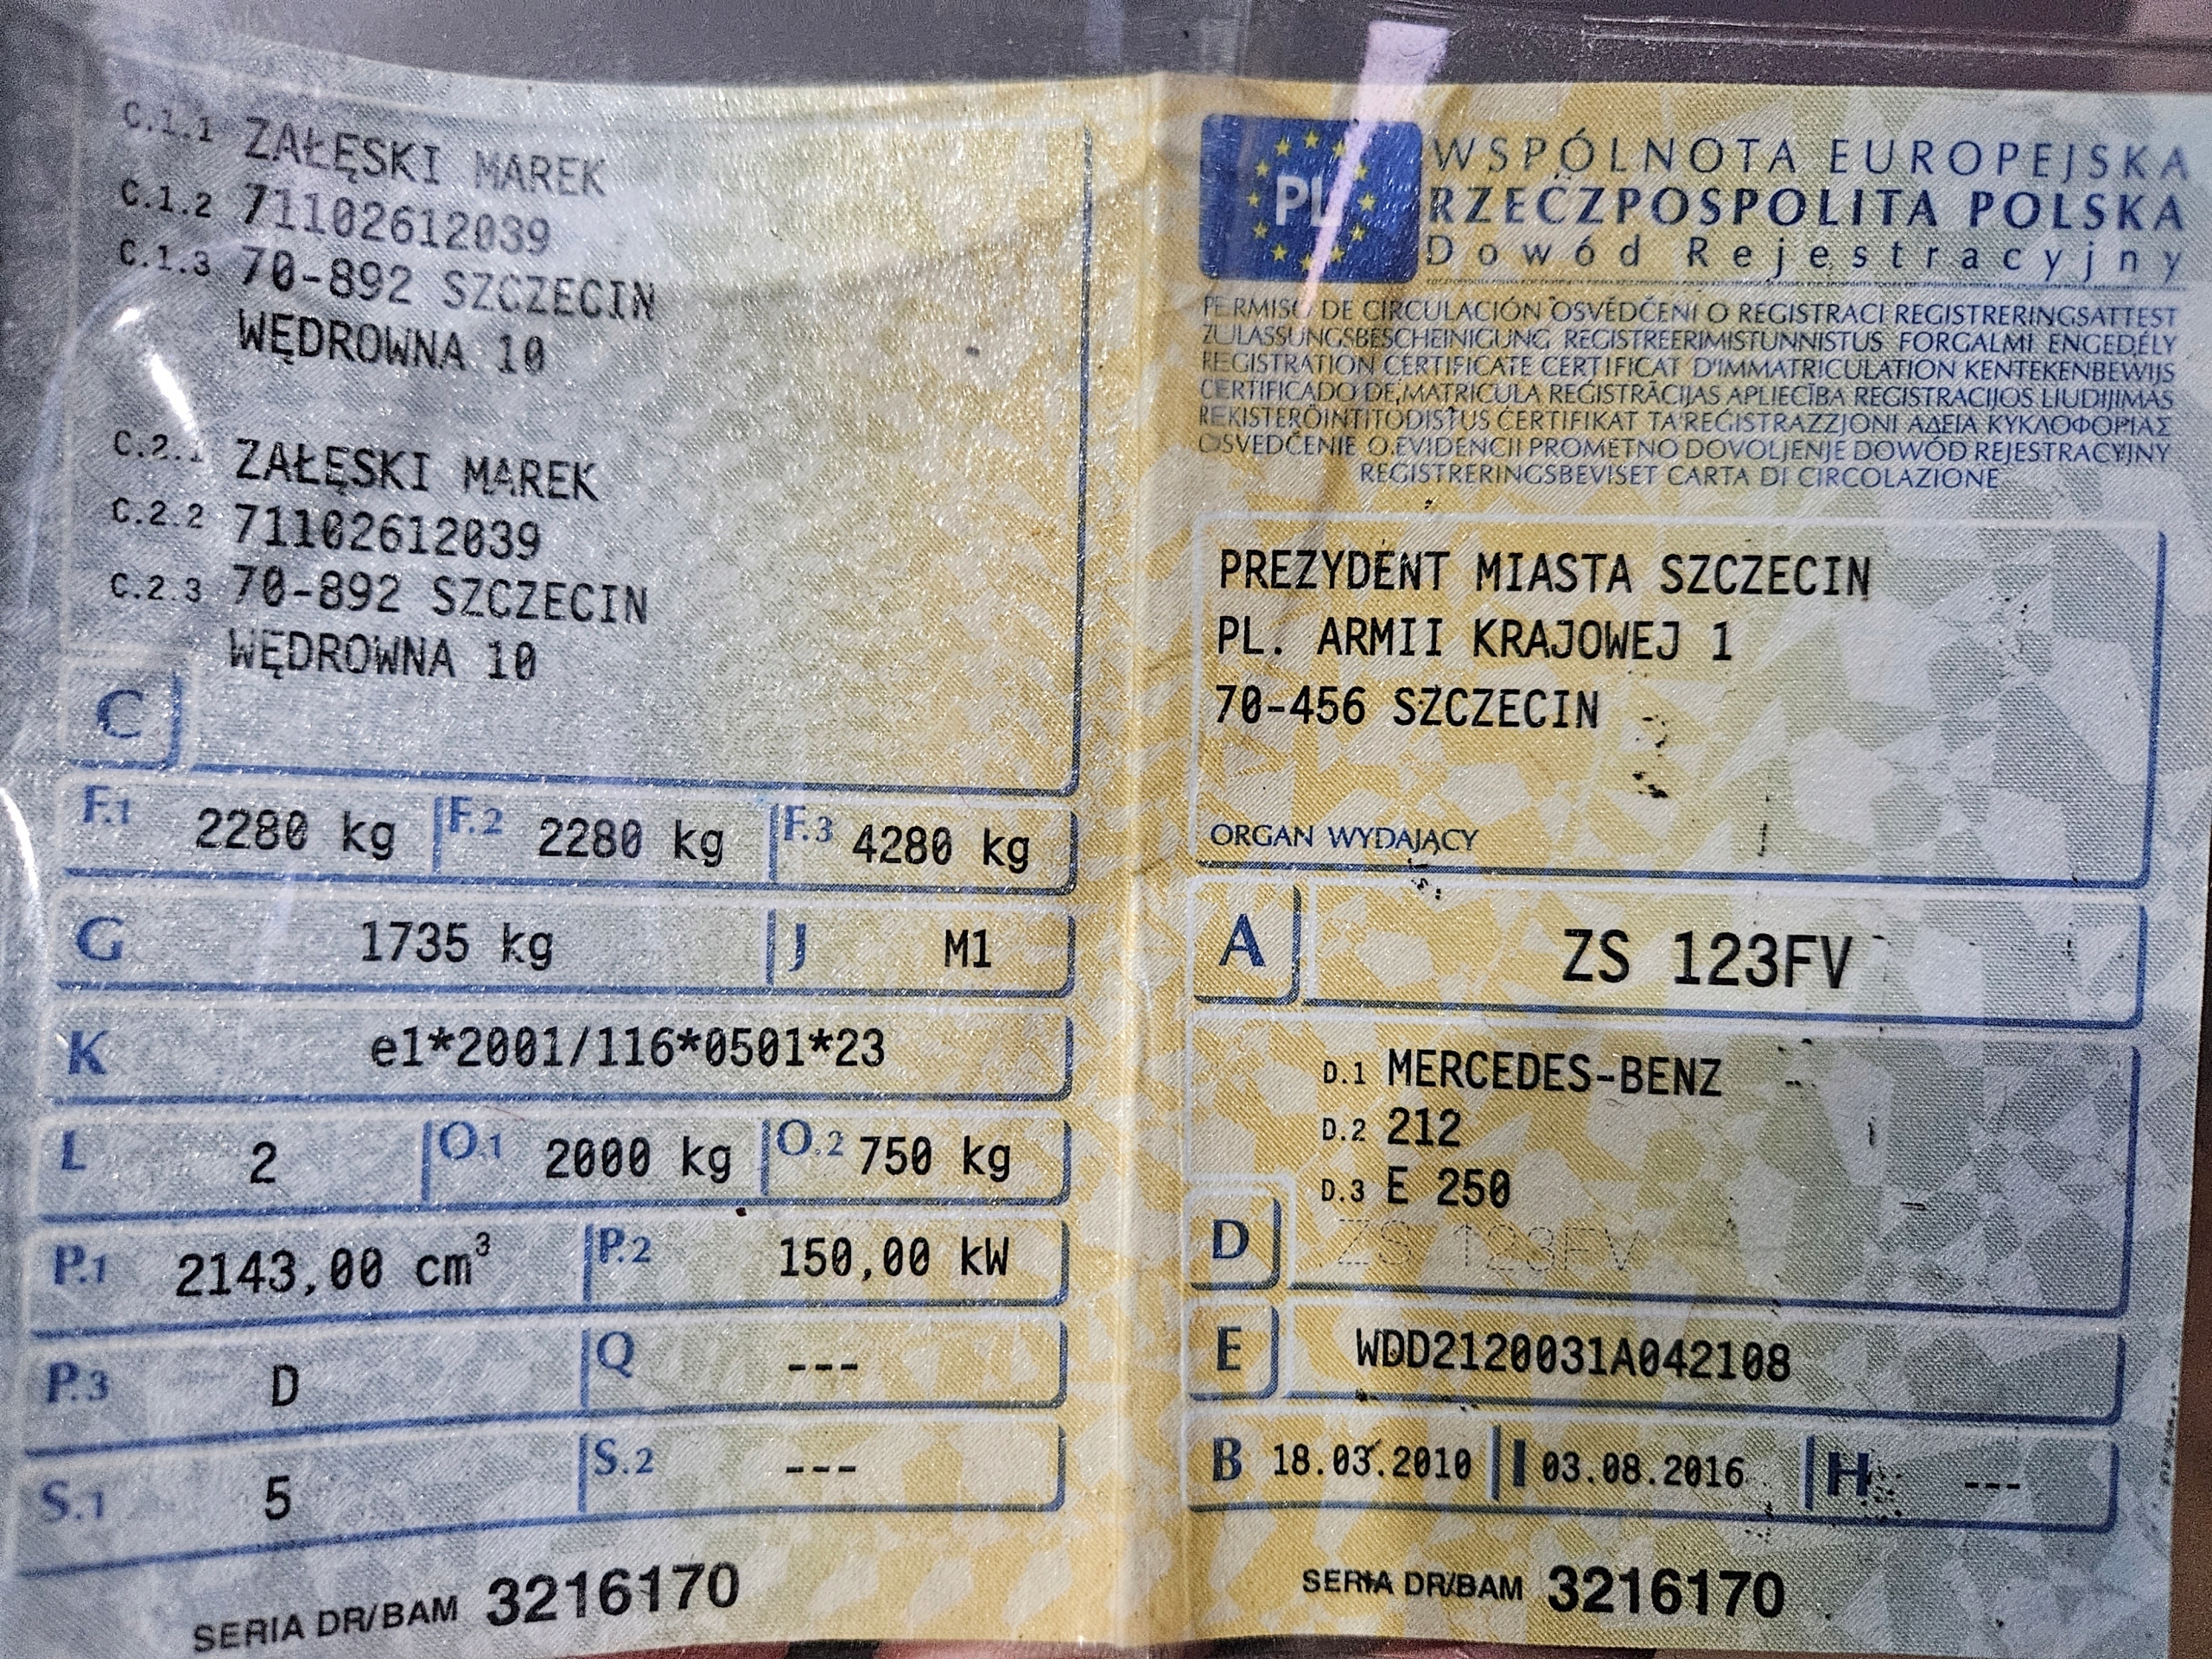 C.1.1 ZAŁĘSKI MAREK
C.1.2 71102612039
C.1.3 70-892 SZCZECIN
WĘDROWNA 10
C.2.1 ZAŁĘSKI MAREK
C.2.2 71102612039
C.2.3 70-892 SZCZECIN
WĘDROWNA 10
C
F.1 2280 kg F.2 2280 kg F.3 4280 kg
G 1735 kg J M1
K e1*2001/116*0501*23
L 2 O.1 2000 kg O.2 750 kg
P.1 2143,00 cm³ P.2 150,00 kW
P.3 D Q ---
S.1 5 S.2 ---
SERIA DR/BAM 3216170
PL
WSPÓLNOTA EUROPEJSKA
RZECZPOSPOLITA POLSKA
Dowód Rejestracyjny
PERMISO DE CIRCULACIÓN OSVĚDČENÍ O REGISTRACI REGISTRERINGSATTEST
ZULASSUNGSBESCHEINIGUNG REGISTREERIMISTUNNISTUS FORGALMI ENGEDÉLY
REGISTRATION CERTIFICATE CERTIFICAT D'IMMATRICULATION KENTEKENBEWIJS
CERTIFICADO DE MATRICULA REĢISTRĀCIJAS APLIECĪBA REGISTRACIJOS LIUDIJIMAS
REKISTERÖINTITODISTUS ĊERTIFIKAT TA'REĠISTRAZZJONI ΑΔΕΙΑ ΚΥΚΛΟΦΟΡΙΑΣ
OSVEDČENIE O EVIDENCII PROMETNO DOVOLJENJE DOWÓD REJESTRACYJNY
REGISTRERINGSBEVISET CARTA DI CIRCOLAZIONE
PREZYDENT MIASTA SZCZECIN
PL. ARMII KRAJOWEJ 1
70-456 SZCZECIN
ORGAN WYDAJĄCY
A ZS 123FV
D.1 MERCEDES-BENZ
D.2 212
D.3 E 250
D ZS 123FV
E WDD2120031A042108
B 18.03.2010 I 03.08.2016 H ---
SERIA DR/BAM 3216170